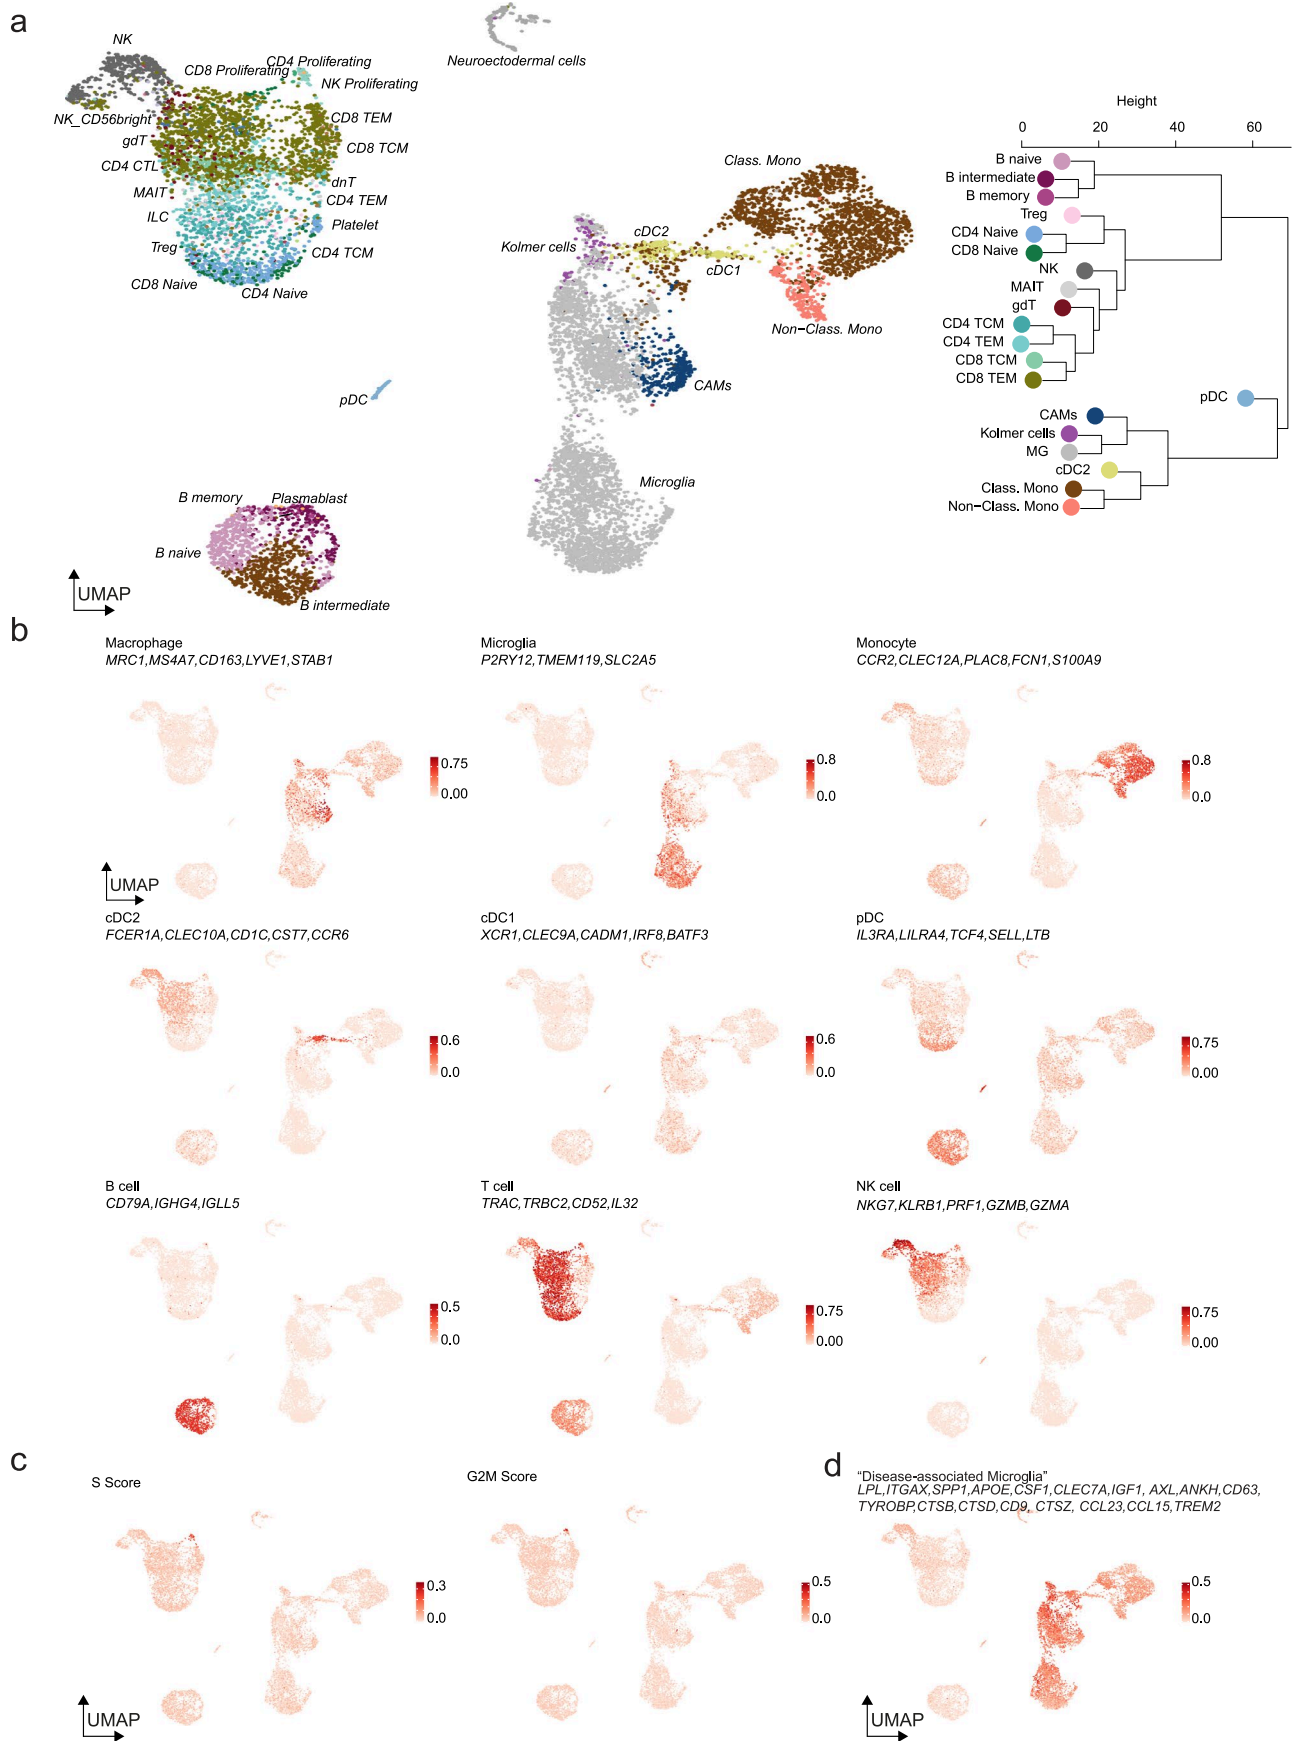 a
NK
CD4 Proliferating
CD8 Proliferating
NK Proliferating
NK_CD56bright
CD8 TEM
gdT
CD8 TCM
CD4 CTL
dnT
MAIT
CD4 TEM
ILC
Platelet
Treg
CD4 TCM
CD8 Naive
CD4 Naive
Neuroectodermal cells
Class. Mono
cDC2
Kolmer cells
cDC1
Non−Class. Mono
CAMs
pDC
Microglia
B memory
Plasmablast
B naive
B intermediate
UMAP
Height
0 20 40 60
B naive
B intermediate
B memory
Treg
CD4 Naive
CD8 Naive
NK
MAIT
gdT
CD4 TCM
CD4 TEM
CD8 TCM
CD8 TEM
pDC
CAMs
Kolmer cells
MG
cDC2
Class. Mono
Non−Class. Mono
b
Macrophage
MRC1,MS4A7,CD163,LYVE1,STAB1
0.75
0.00
UMAP
Microglia
P2RY12,TMEM119,SLC2A5
0.8
0.0
Monocyte
CCR2,CLEC12A,PLAC8,FCN1,S100A9
0.8
0.0
cDC2
FCER1A,CLEC10A,CD1C,CST7,CCR6
0.6
0.0
cDC1
XCR1,CLEC9A,CADM1,IRF8,BATF3
0.6
0.0
pDC
IL3RA,LILRA4,TCF4,SELL,LTB
0.75
0.00
B cell
CD79A,IGHG4,IGLL5
0.5
0.0
T cell
TRAC,TRBC2,CD52,IL32
0.75
0.00
NK cell
NKG7,KLRB1,PRF1,GZMB,GZMA
0.75
0.00
c
S Score
0.3
0.0
UMAP
G2M Score
0.5
0.0
d
“Disease-associated Microglia”
LPL,ITGAX,SPP1,APOE,CSF1,CLEC7A,IGF1, AXL,ANKH,CD63,
TYROBP,CTSB,CTSD,CD9, CTSZ, CCL23,CCL15,TREM2
0.5
0.0
UMAP